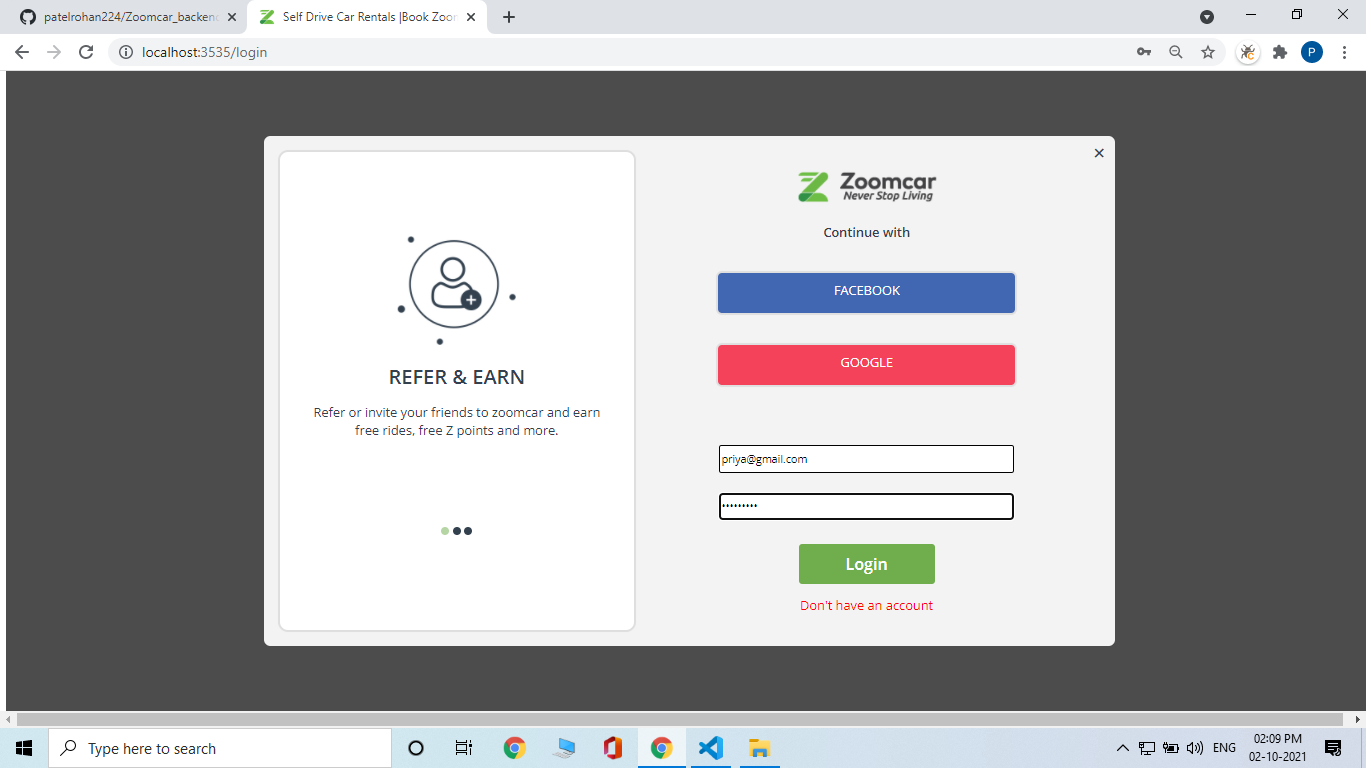 patelrohan224/Zoomcar_backend
Self Drive Car Rentals |Book Zoom
localhost:3535/login
P
Zoomcar
Never Stop Living
Continue with
FACEBOOK
GOOGLE
REFER & EARN
Refer or invite your friends to zoomcar and earn
free rides, free Z points and more.
priya@gmail.com
•••••••••
Login
Don't have an account
Type here to search
ENG
02:09 PM
02-10-2021